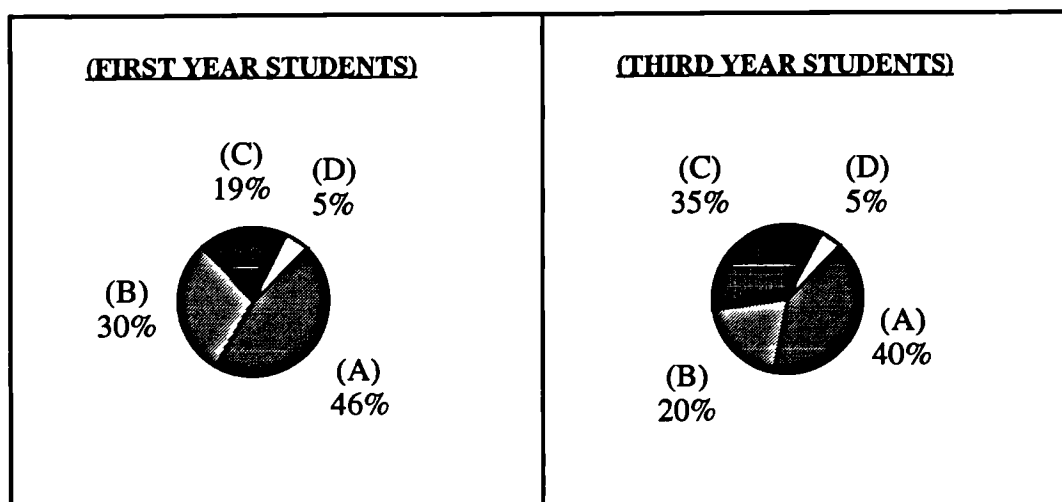 (FIRST YEAR STUDENTS)
(C)
19%
(D)
5%
(B)
30%
(A)
46%
(THIRD YEAR STUDENTS)
(C)
35%
(D)
5%
(A)
40%
(B)
20%